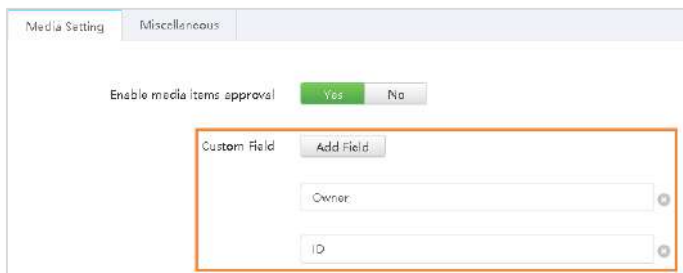 Media Setting Miscellaneous
Enable media items approval Yes No
Custom Field Add Field
Owner
ID